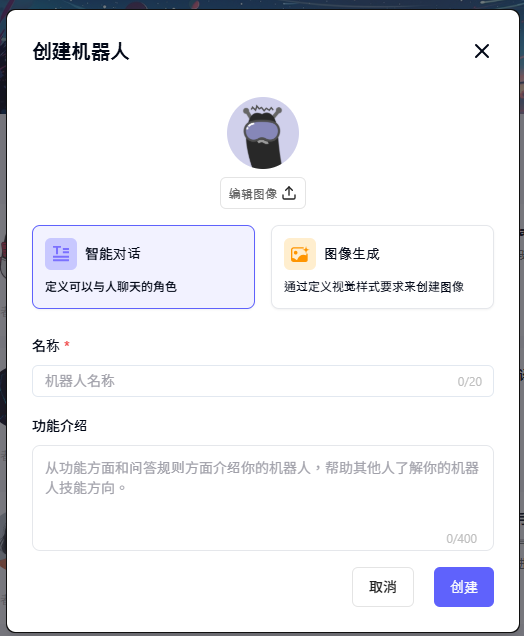 创建机器人
编辑图像
智能对话
定义可以与人聊天的角色
图像生成
通过定义视觉样式要求来创建图像
名称 *
机器人名称
0/20
功能介绍
从功能方面和问答规则方面介绍你的机器人，帮助其他人了解你的机器
人技能方向。
0/400
取消
创建